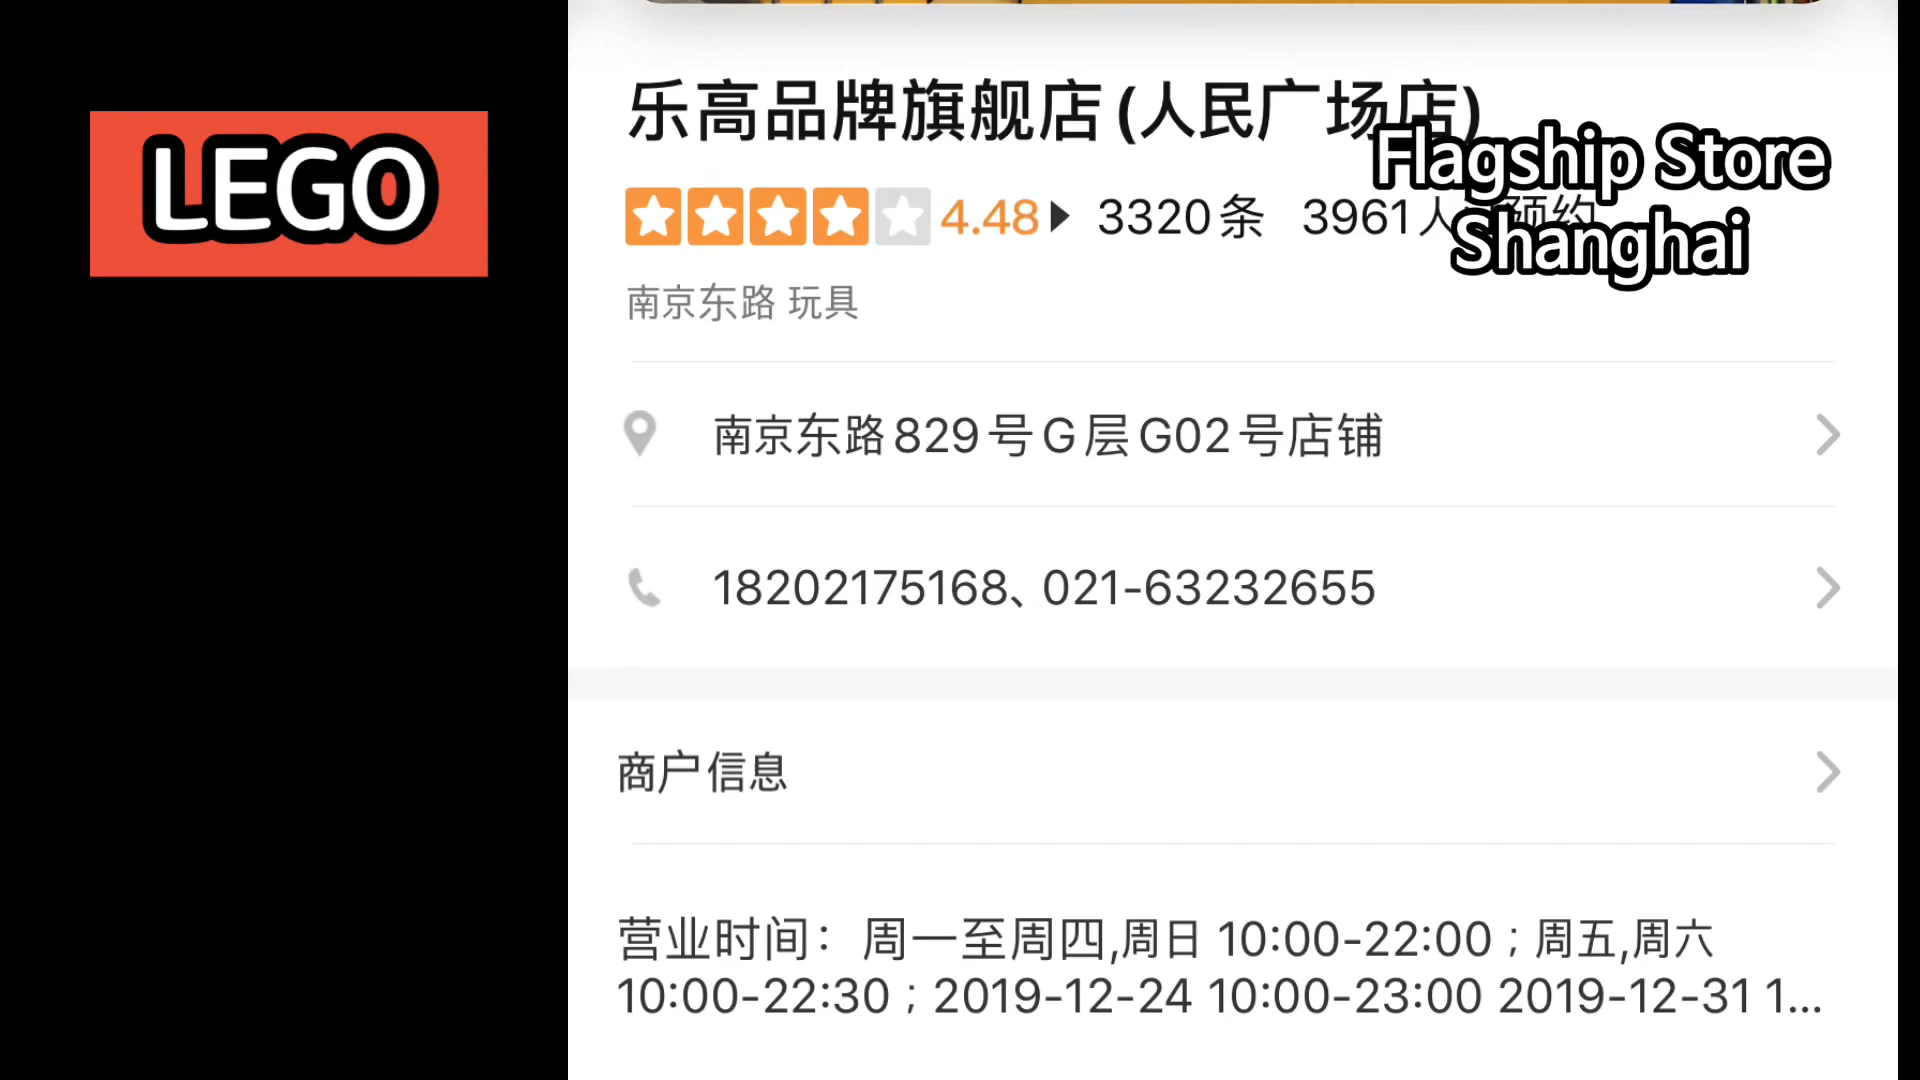 LEGO
乐高品牌旗舰店(人民广场店)
Flagship Store
Shanghai
4.48 3320条 3961人 预约
南京东路 玩具
南京东路829号G层G02号店铺
18202175168、021-63232655
商户信息
营业时间：周一至周四,周日 10:00-22:00；周五,周六
10:00-22:30；2019-12-24 10:00-23:00 2019-12-31 1...